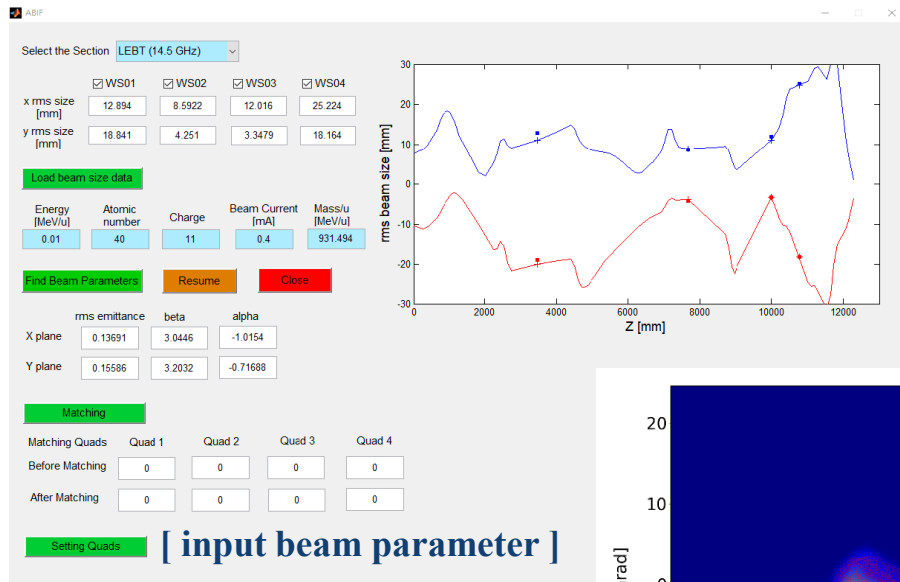 ABIF
Select the Section LEBT (14.5 GHz)
WS01 WS02 WS03 WS04
x rms size [mm] 12.894 8.5922 12.016 25.224
y rms size [mm] 18.841 4.251 3.3479 18.164
Load beam size data
Energy [MeV/u] Atomic number Charge Beam Current [mA] Mass/u [MeV/u]
0.01 40 11 0.4 931.494
Find Beam Parameters Resume Close
rms emittance beta alpha
X plane 0.13691 3.0446 -1.0154
Y plane 0.15586 3.2032 -0.71688
Matching
Matching Quads Quad 1 Quad 2 Quad 3 Quad 4
Before Matching 0 0 0 0
After Matching 0 0 0 0
Setting Quads
[ input beam parameter ]
rms beam size [mm]
30
20
10
0
-10
-20
-30
0 2000 4000 6000 8000 10000 12000
Z [mm]
20
10
0
rad]